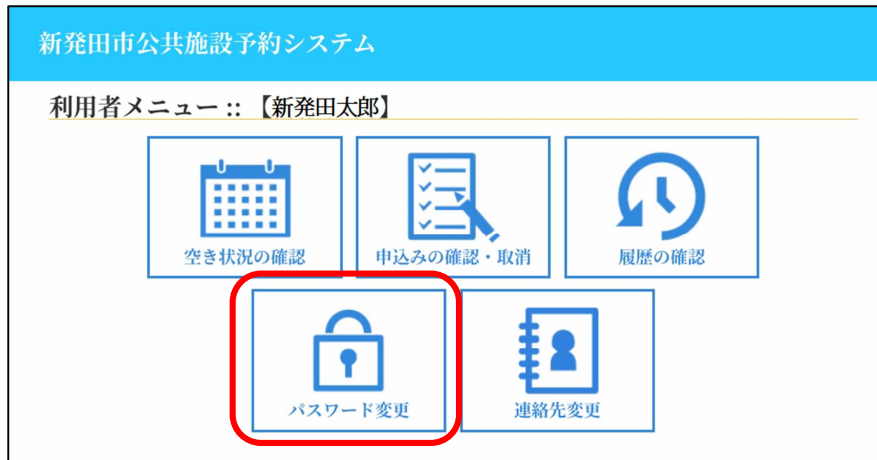 新発田市公共施設予約システム
利用者メニュー :: 【新発田太郎】
空き状況の確認
申込みの確認・取消
履歴の確認
パスワード変更
連絡先変更